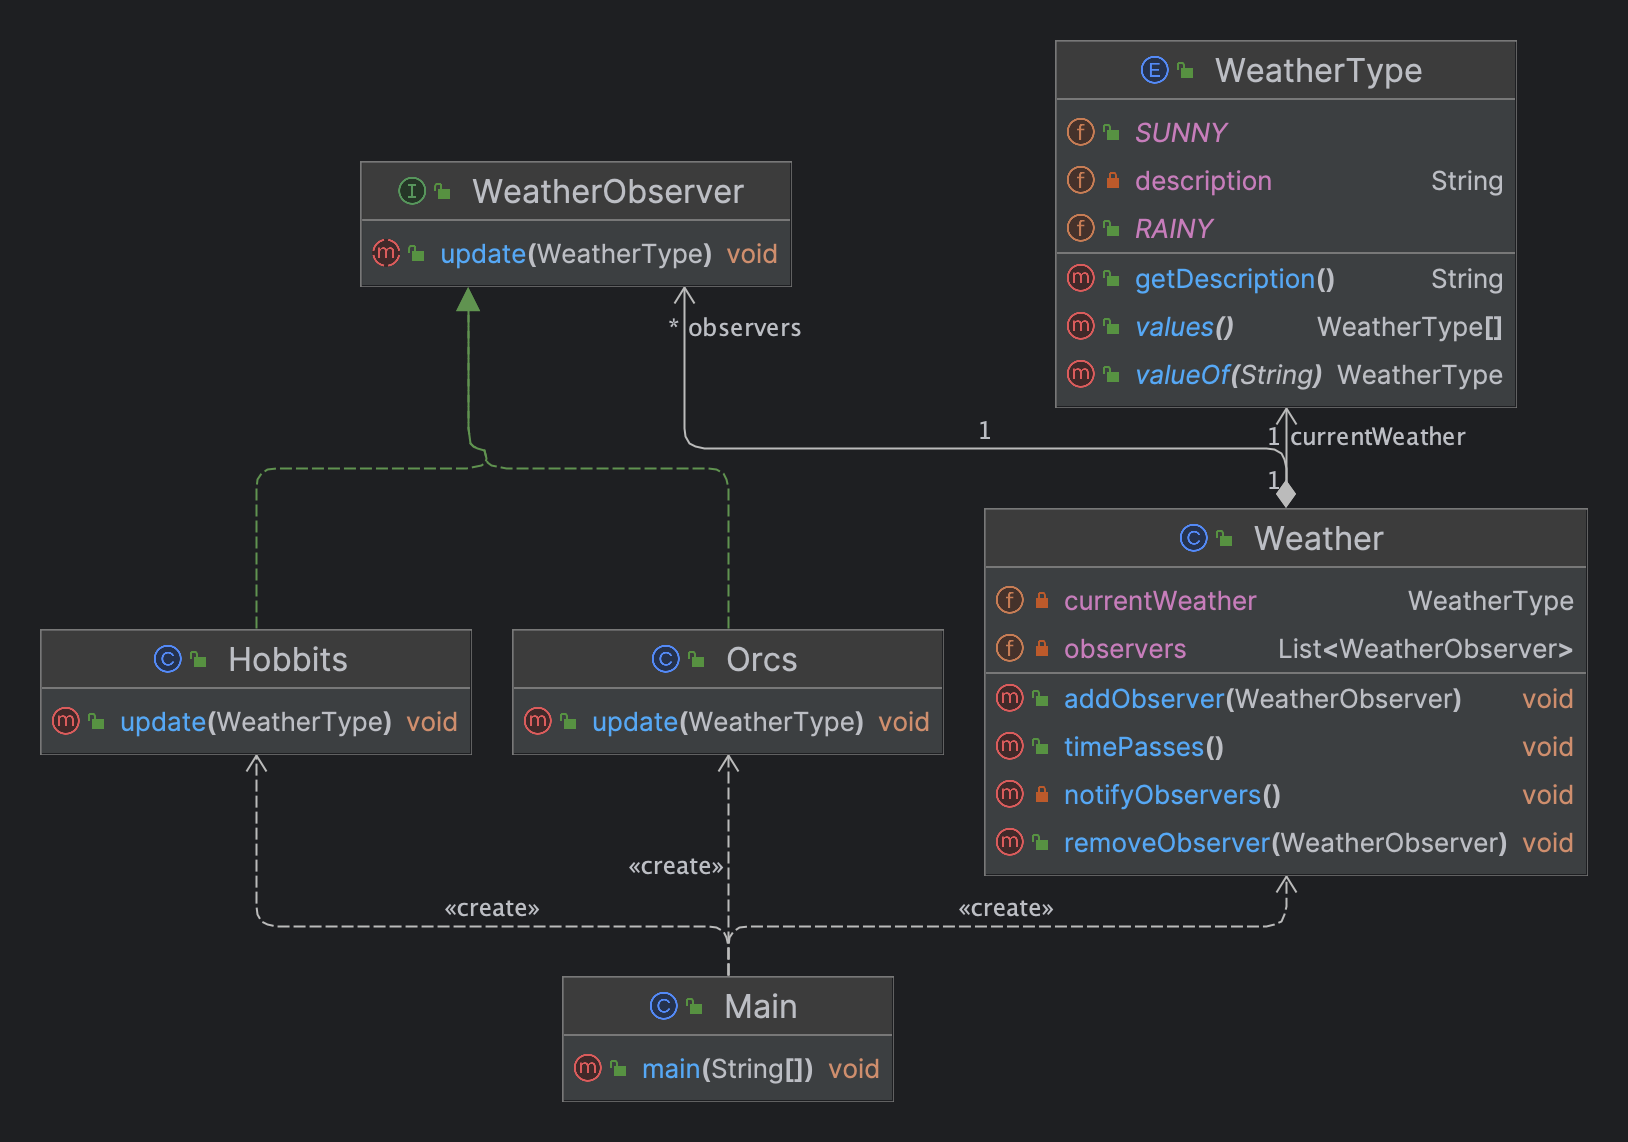 WeatherType
SUNNY
description String
RAINY
getDescription() String
values() WeatherType[]
valueOf(String) WeatherType
WeatherObserver
update(WeatherType) void
* observers
1
1 currentWeather
1
Weather
currentWeather WeatherType
observers List<WeatherObserver>
addObserver(WeatherObserver) void
timePasses() void
notifyObservers() void
removeObserver(WeatherObserver) void
Hobbits
update(WeatherType) void
Orcs
update(WeatherType) void
«create»
«create»
«create»
Main
main(String[]) void